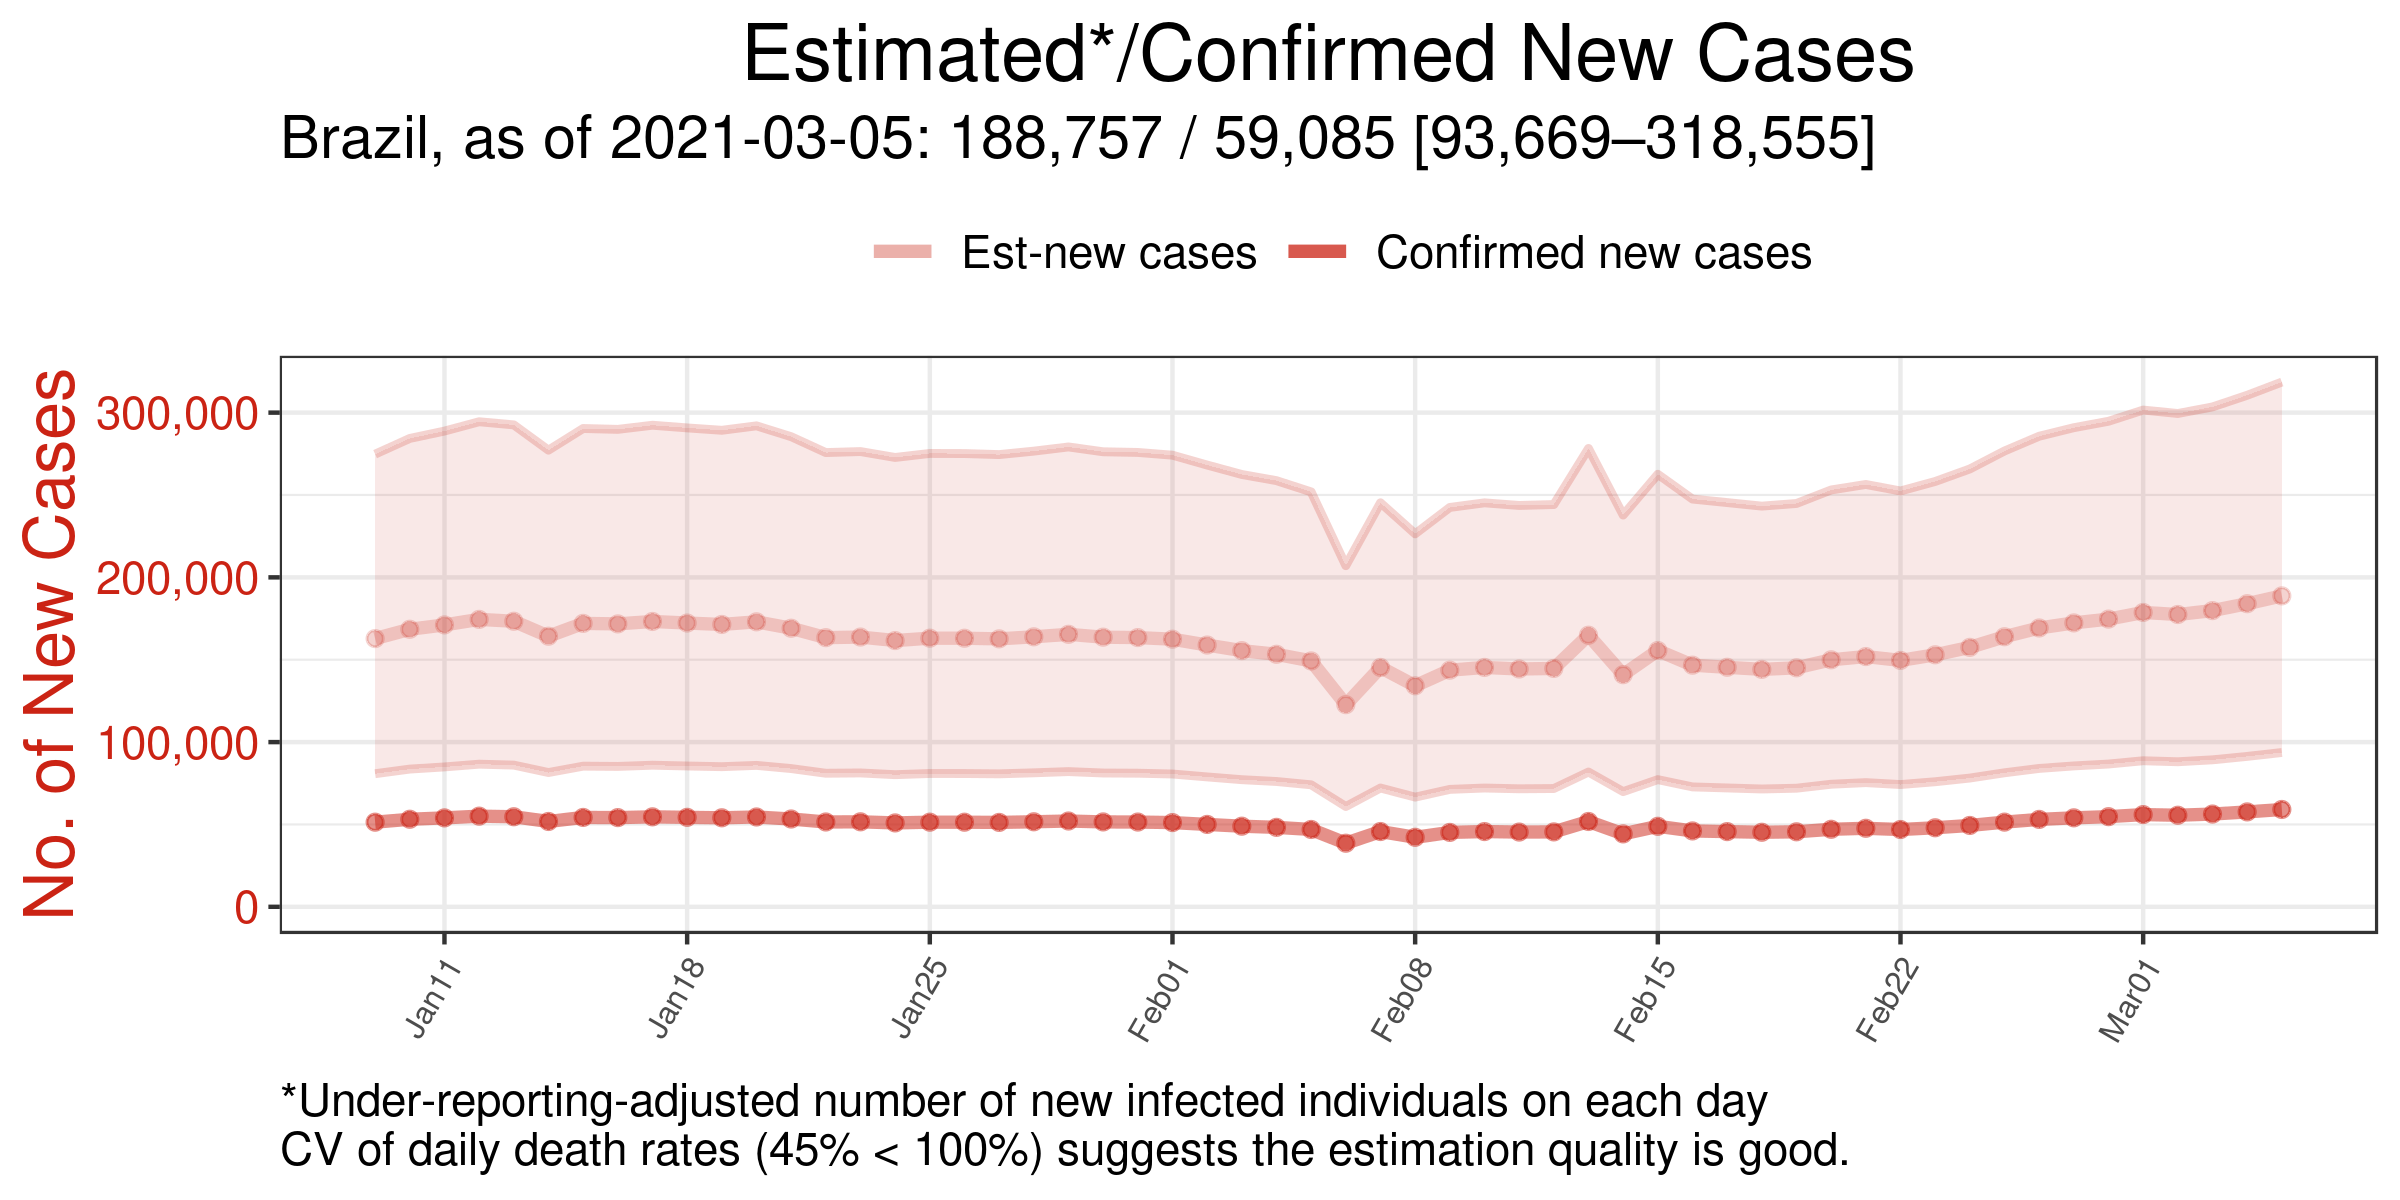 Estimated*/Confirmed New Cases
Brazil, as of 2021-03-05: 188,757 / 59,085 [93,669–318,555]
Est-new cases
Confirmed new cases
No. of New Cases
300,000
200,000
100,000
0
Jan11
Jan18
Jan25
Feb01
Feb08
Feb15
Feb22
Mar01
*Under-reporting-adjusted number of new infected individuals on each day
CV of daily death rates (45% < 100%) suggests the estimation quality is good.